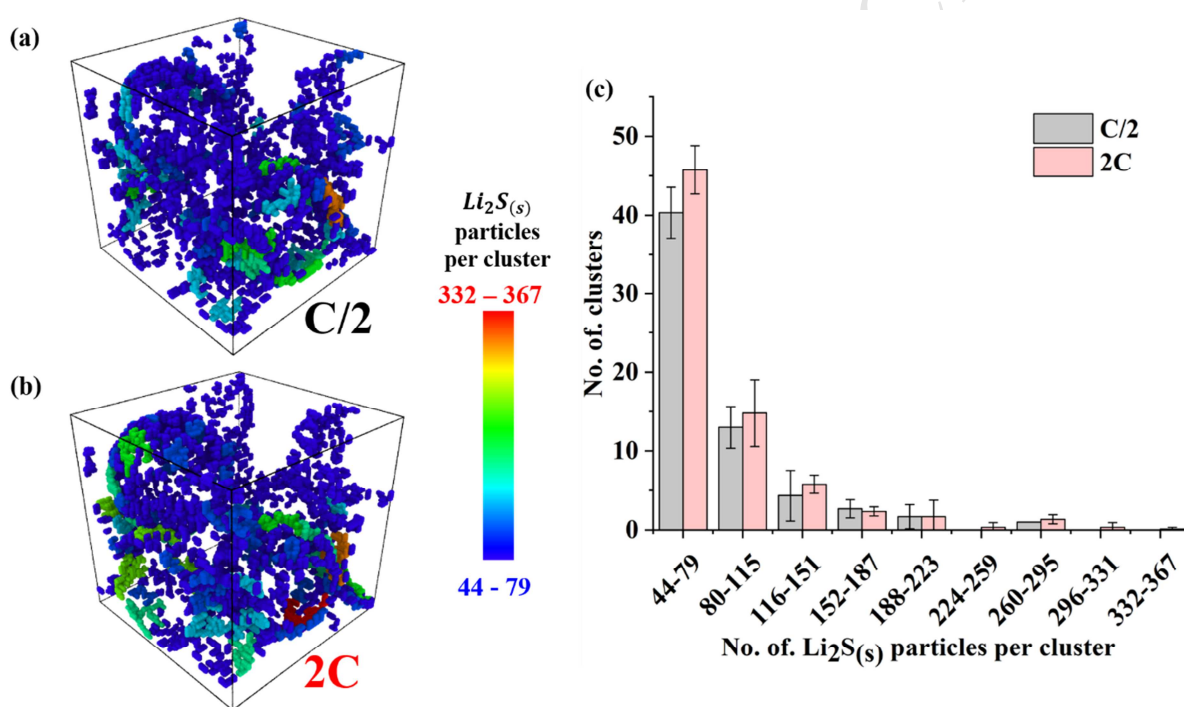 (a)
C/2
(b)
2C
Li₂S₍ₛ₎
particles
per cluster
332 – 367
44 - 79
(c)
C/2
2C
No. of. clusters
50
40
30
20
10
0
44-79
80-115
116-151
152-187
188-223
224-259
260-295
296-331
332-367
No. of. Li₂S₍ₛ₎ particles per cluster